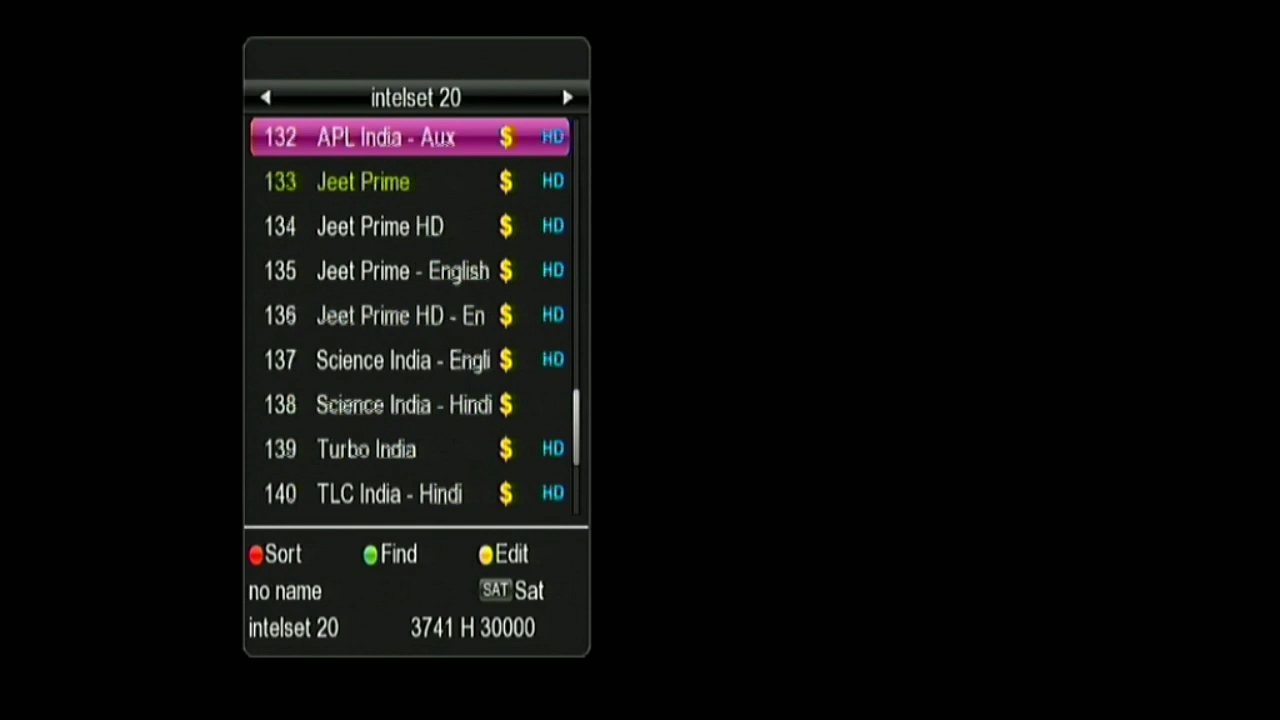 intelset 20
132 APL India - Aux $ HD
133 Jeet Prime $ HD
134 Jeet Prime HD $ HD
135 Jeet Prime - English $ HD
136 Jeet Prime HD - En $ HD
137 Science India - Engli $ HD
138 Science India - Hindi $
139 Turbo India $ HD
140 TLC India - Hindi $ HD
Sort Find Edit
no name SAT Sat
intelset 20 3741 H 30000